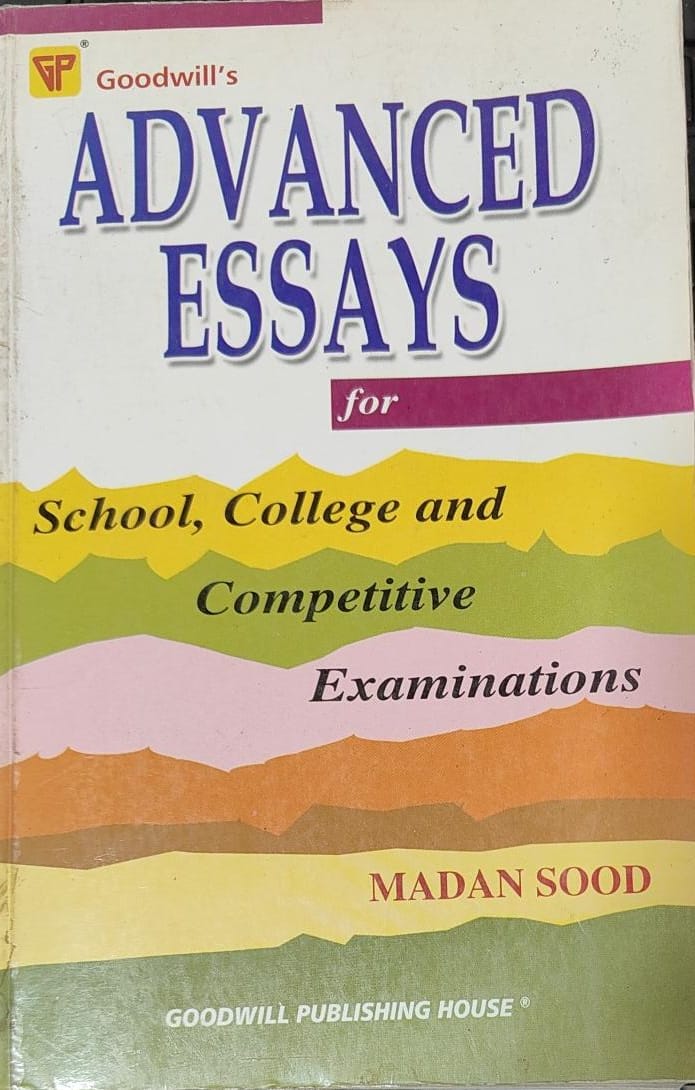 GP®
Goodwill's
ADVANCED
ESSAYS
for
School, College and
Competitive
Examinations
MADAN SOOD
GOODWILL PUBLISHING HOUSE®